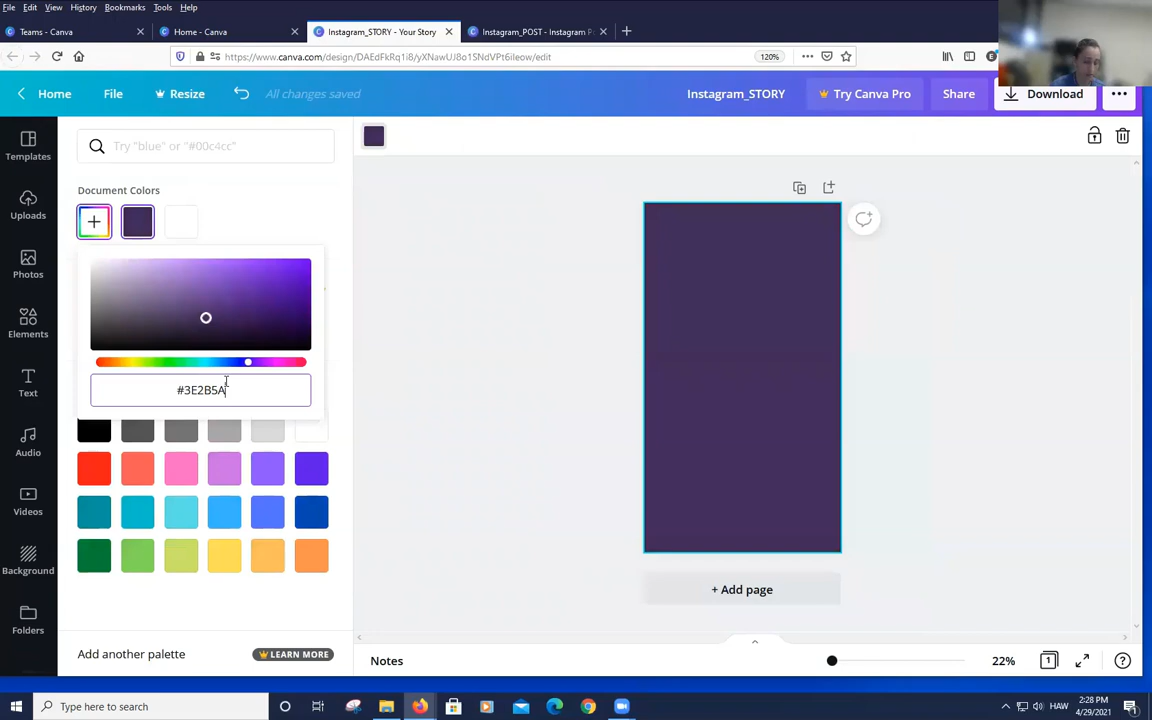 File Edit View History Bookmarks Tools Help
Teams - Canva Home - Canva Instagram_STORY - Your Story Instagram_POST - Instagram P
https://www.canva.com/design/DAEdFkRq1i8/yXNawUJ8o1SNdVPt6ileow/edit 120%
Home File Resize All changes saved Instagram_STORY Try Canva Pro Share Download
Try "blue" or "#00c4cc"
Templates
Document Colors
Uploads
Photos
Elements
Text
#3E2B5A
Audio
Videos
Background
Folders
+ Add page
Add another palette LEARN MORE
Notes 22% 1
Type here to search HAW 2:28 PM
4/29/2021 1